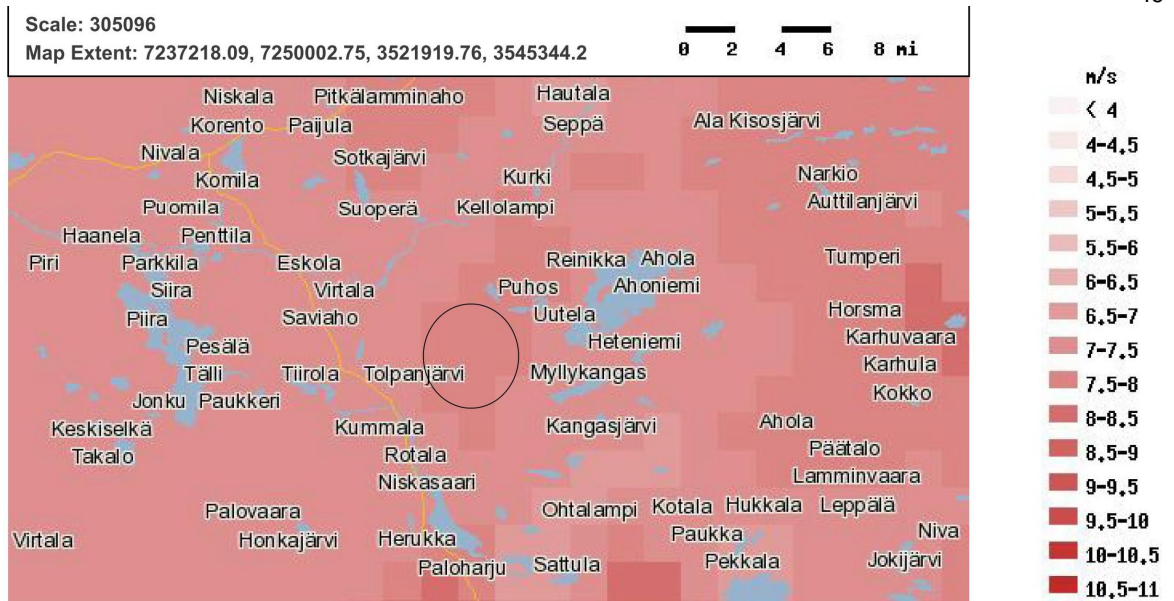 Scale: 305096
Map Extent: 7237218.09, 7250002.75, 3521919.76, 3545344.2
0 2 4 6 8 mi
Niskala Pitkälamminaho Hautala
Korento Paijula Seppä Ala Kisosjärvi
Nivala Sotkajärvi
Komila Kurki Narkio
Puomila Suoperä Kellolampi Auttilanjärvi
Haanela Penttila
Piri Parkkila Eskola Reinikka Ahola Tumperi
Siira Virtala Puhos Ahoniemi
Piira Saviaho Uutela Horsma
Pesälä Heteniemi Karhuvaara
Tälli Tiirola Tolpanjärvi Myllykangas Karhula
Jonku Paukkeri Kokko
Keskiselkä Kummala Kangasjärvi Ahola
Takalo Rotala Päätalo
Niskasaari Lamminvaara
Palovaara Ohtalampi Kotala Hukkala Leppälä
Virtala Honkajärvi Herukka Paukka Niva
Paloharju Sattula Pekkala Jokijärvi
m/s
< 4
4-4.5
4.5-5
5-5.5
5.5-6
6-6.5
6.5-7
7-7.5
7.5-8
8-8.5
8.5-9
9-9.5
9.5-10
10-10.5
10.5-11